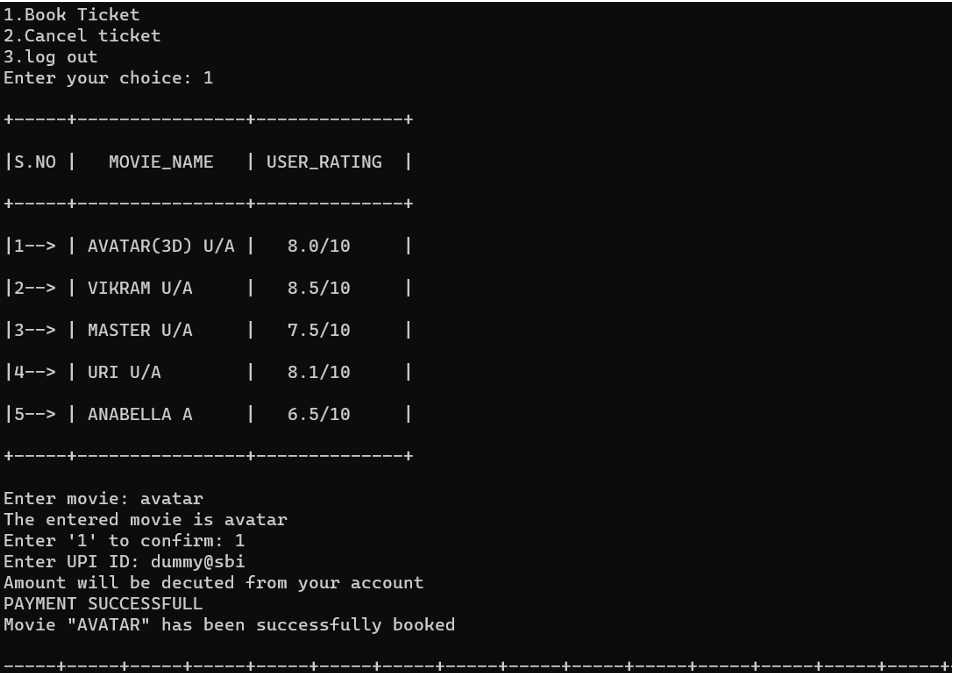 1.Book Ticket
2.Cancel ticket
3.log out
Enter your choice: 1
+-----+----------------+--------------+
|S.NO |   MOVIE_NAME   | USER_RATING  |
+-----+----------------+--------------+
|1--> | AVATAR(3D) U/A |   8.0/10     |
|2--> | VIKRAM U/A     |   8.5/10     |
|3--> | MASTER U/A     |   7.5/10     |
|4--> | URI U/A        |   8.1/10     |
|5--> | ANABELLA A     |   6.5/10     |
+-----+----------------+--------------+
Enter movie: avatar
The entered movie is avatar
Enter '1' to confirm: 1
Enter UPI ID: dummy@sbi
Amount will be decuted from your account
PAYMENT SUCCESSFULL
Movie "AVATAR" has been successfully booked
-----+-----+-----+-----+-----+-----+-----+-----+-----+-----+-----+-----+-----+-----+-----+